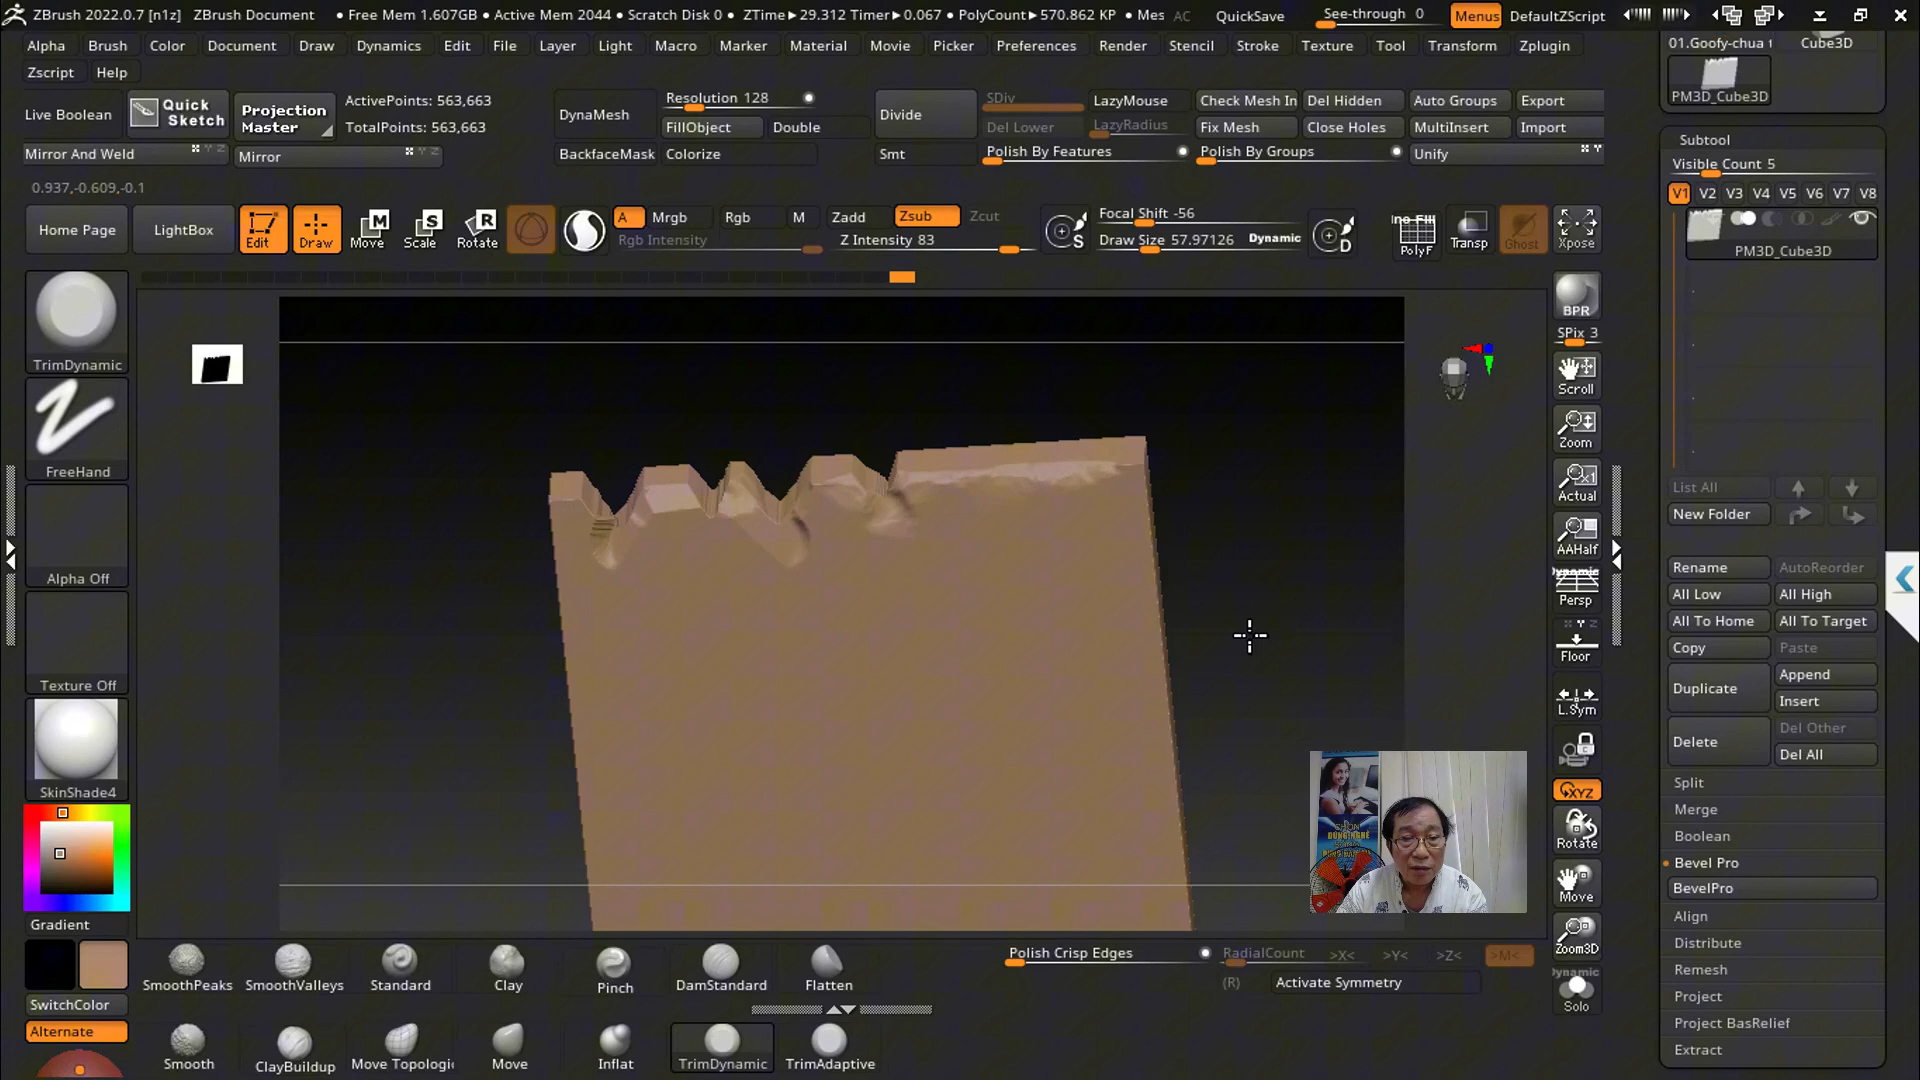 ZBrush 2022.0.7 [n1z] ZBrush Document • Free Mem 1.607GB • Active Mem 2044 • Scratch Disk 0 • ZTime▸29.312 Timer▸0.067 • PolyCount▸570.862 KP • Mes AC QuickSave See-through 0 Menus DefaultZScript
Alpha Brush Color Document Draw Dynamics Edit File Layer Light Macro Marker Material Movie Picker Preferences Render Stencil Stroke Texture Tool Transform Zplugin
Zscript Help
01.Goofy-chua t Cube3D
PM3D_Cube3D
Live Boolean Quick Sketch Projection Master ActivePoints: 563,663
TotalPoints: 563,663
DynaMesh Resolution 128
FillObject Double
BackfaceMask Colorize
Divide SDiv
Del Lower
Smt Polish By Features Polish By Groups
LazyMouse Check Mesh In Del Hidden Auto Groups Export
LazyRadius Fix Mesh Close Holes MultiInsert Import
Unify
Mirror And Weld Mirror
0.937,-0.609,-0.1
Home Page LightBox Edit Draw Move Scale Rotate
A Mrgb Rgb M Zadd Zsub Zcut
Rgb Intensity Z Intensity 83
Focal Shift -56
Draw Size 57.97126 Dynamic
S D
PolyF Transp Ghost Xpose
Subtool
Visible Count 5
V1 V2 V3 V4 V5 V6 V7 V8
PM3D_Cube3D
List All
New Folder
Rename AutoReorder
All Low All High
All To Home All To Target
Copy Paste
Duplicate Append
Insert
Delete Del Other
Del All
Split
Merge
Boolean
Bevel Pro
BevelPro
Align
Distribute
Remesh
Project
Project BasRelief
Extract
TrimDynamic
FreeHand
Alpha Off
Texture Off
SkinShade4
Gradient
SwitchColor
Alternate
BPR
SPix 3
Scroll
Zoom
Actual
AAHalf
Dynamic
Persp
Floor
L.Sym
XYZ
Rotate
Move
Zoom3D
Dynamic
Solo
SmoothPeaks SmoothValleys Standard Clay Pinch DamStandard Flatten
Smooth ClayBuildup Move Topologic Move Inflat TrimDynamic TrimAdaptive
Polish Crisp Edges RadialCount >X< >Y< >Z< >M<
(R) Activate Symmetry